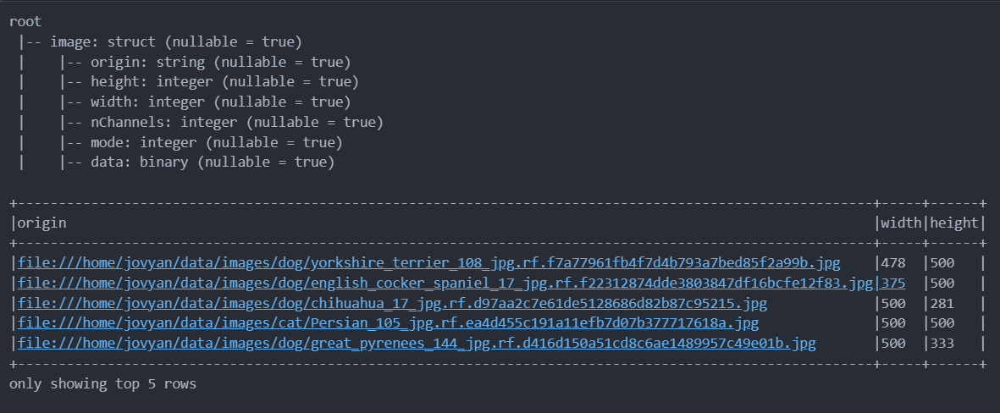 root
 |-- image: struct (nullable = true)
 |    |-- origin: string (nullable = true)
 |    |-- height: integer (nullable = true)
 |    |-- width: integer (nullable = true)
 |    |-- nChannels: integer (nullable = true)
 |    |-- mode: integer (nullable = true)
 |    |-- data: binary (nullable = true)

+---------------------------------------------------------------------------------------------------------+-----+------+
|origin                                                                                                   |width|height|
+---------------------------------------------------------------------------------------------------------+-----+------+
|file:///home/jovyan/data/images/dog/yorkshire_terrier_108_jpg.rf.f7a77961fb4f7d4b793a7bed85f2a99b.jpg    |478  |500   |
|file:///home/jovyan/data/images/dog/english_cocker_spaniel_17_jpg.rf.f22312874dde3803847df16bcfe12f83.jpg|375  |500   |
|file:///home/jovyan/data/images/dog/chihuahua_17_jpg.rf.d97aa2c7e61de5128686d82b87c95215.jpg             |500  |281   |
|file:///home/jovyan/data/images/cat/Persian_105_jpg.rf.ea4d455c191a11efb7d07b377717618a.jpg              |500  |500   |
|file:///home/jovyan/data/images/dog/great_pyrenees_144_jpg.rf.d416d150a51cd8c6ae1489957c49e01b.jpg       |500  |333   |
+---------------------------------------------------------------------------------------------------------+-----+------+
only showing top 5 rows